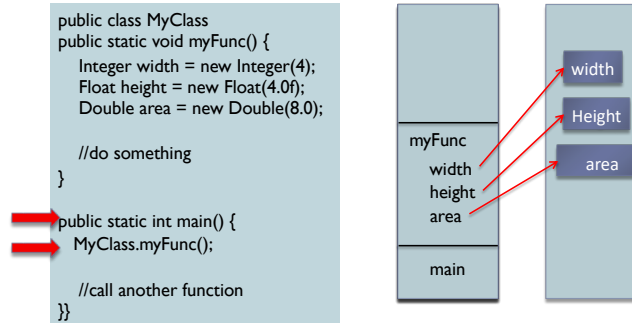 public class MyClass
public static void myFunc() {
Integer width = new Integer(4);
Float height = new Float(4.0f);
Double area = new Double(8.0);
//do something
}
public static int main() {
MyClass.myFunc();
//call another function
}}
myFunc
width
height
area
main
width
Height
area